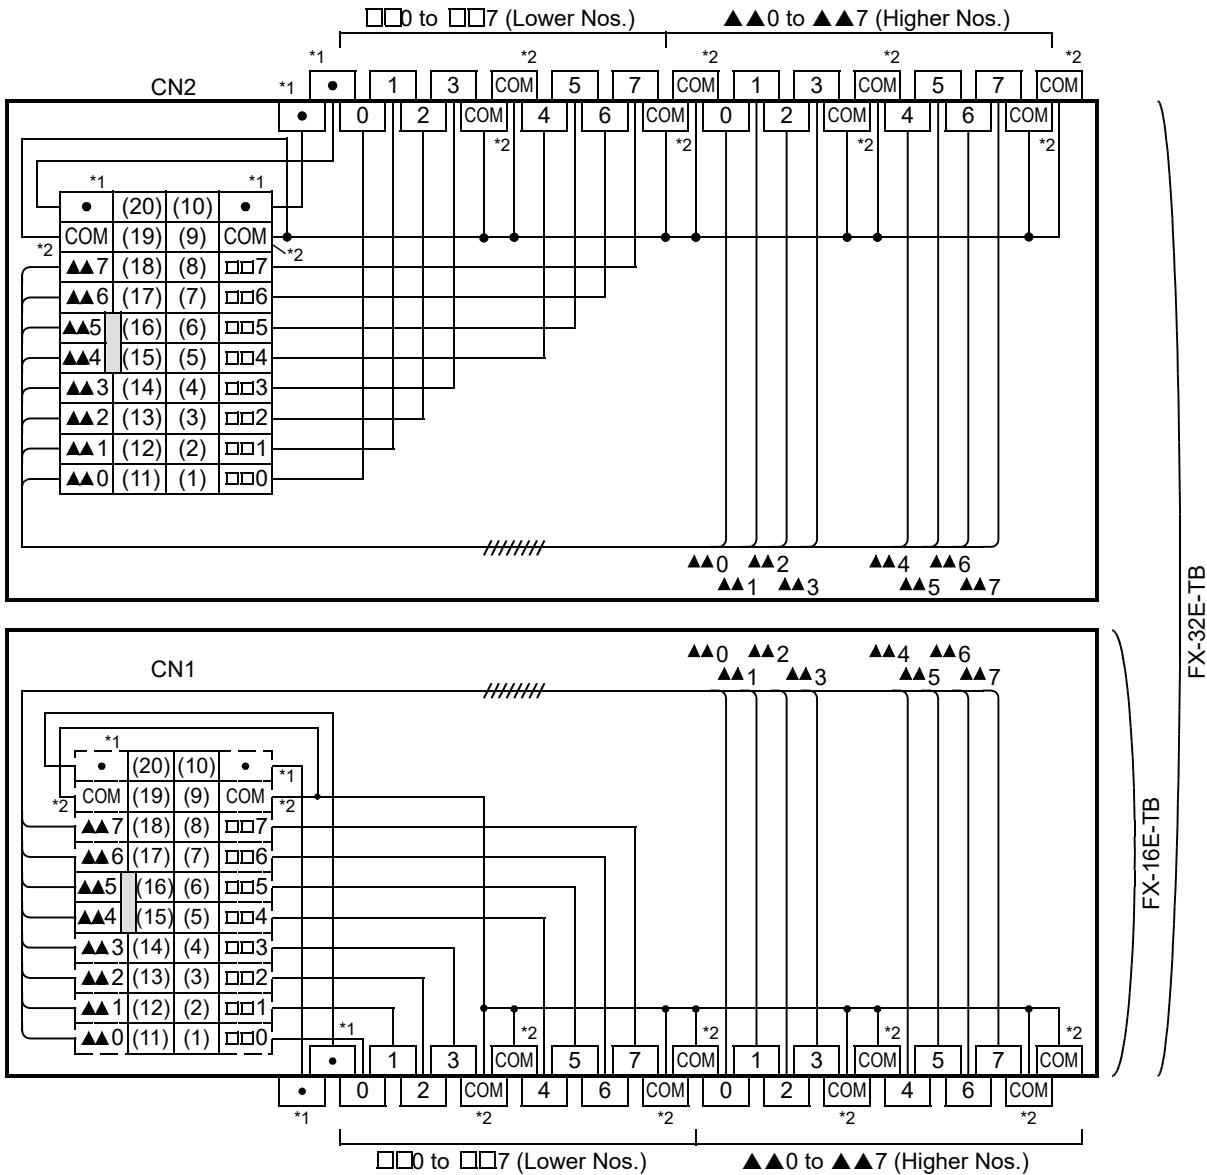 □□0 to □□7 (Lower Nos.) ▲▲0 to ▲▲7 (Higher Nos.)
*1 *2 *2 *2 *2
CN2 *1 • 1 3 COM 5 7 COM 1 3 COM 5 7 COM
• 0 2 COM 4 6 COM 0 2 COM 4 6 COM
*2 *2 *2 *2
*1 *1
• (20) (10) •
*2 COM (19) (9) COM *2
▲▲7 (18) (8) □□7
▲▲6 (17) (7) □□6
▲▲5 (16) (6) □□5
▲▲4 (15) (5) □□4
▲▲3 (14) (4) □□3
▲▲2 (13) (3) □□2
▲▲1 (12) (2) □□1
▲▲0 (11) (1) □□0
▲▲0 ▲▲2 ▲▲4 ▲▲6
▲▲1 ▲▲3 ▲▲5 ▲▲7
FX-32E-TB
CN1
▲▲0 ▲▲2 ▲▲4 ▲▲6
▲▲1 ▲▲3 ▲▲5 ▲▲7
*1
• (20) (10) • *1
*2 COM (19) (9) COM *2
▲▲7 (18) (8) □□7
▲▲6 (17) (7) □□6
▲▲5 (16) (6) □□5
▲▲4 (15) (5) □□4
▲▲3 (14) (4) □□3
▲▲2 (13) (3) □□2
▲▲1 (12) (2) □□1
▲▲0 (11) (1) □□0
FX-16E-TB
*1 *2 *2 *2 *2
• 1 3 COM 5 7 COM 1 3 COM 5 7 COM
• 0 2 COM 4 6 COM 0 2 COM 4 6 COM
*1 *2 *2 *2 *2
□□0 to □□7 (Lower Nos.) ▲▲0 to ▲▲7 (Higher Nos.)